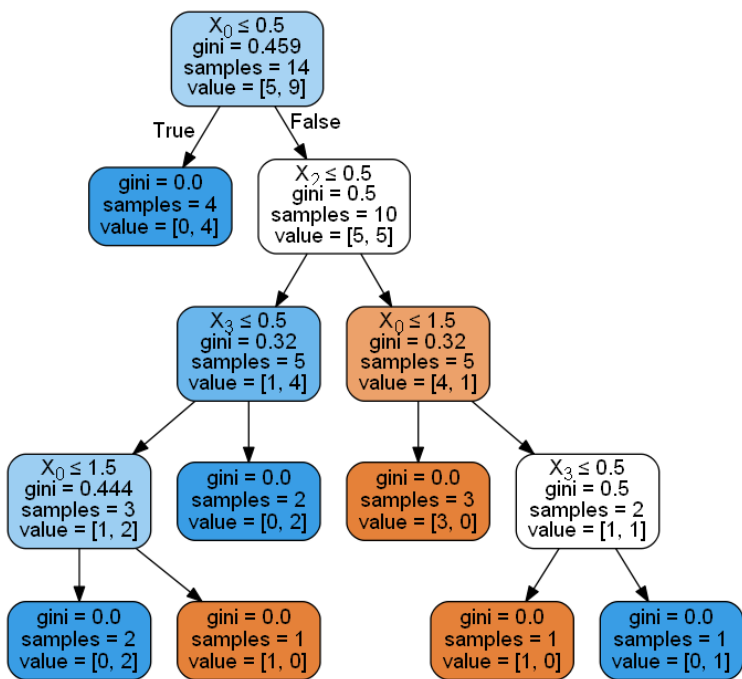 X₀ ≤ 0.5
gini = 0.459
samples = 14
value = [5, 9]
True
False
gini = 0.0
samples = 4
value = [0, 4]
X₂ ≤ 0.5
gini = 0.5
samples = 10
value = [5, 5]
X₃ ≤ 0.5
gini = 0.32
samples = 5
value = [1, 4]
X₀ ≤ 1.5
gini = 0.32
samples = 5
value = [4, 1]
X₀ ≤ 1.5
gini = 0.444
samples = 3
value = [1, 2]
gini = 0.0
samples = 2
value = [0, 2]
gini = 0.0
samples = 3
value = [3, 0]
X₃ ≤ 0.5
gini = 0.5
samples = 2
value = [1, 1]
gini = 0.0
samples = 2
value = [0, 2]
gini = 0.0
samples = 1
value = [1, 0]
gini = 0.0
samples = 1
value = [1, 0]
gini = 0.0
samples = 1
value = [0, 1]